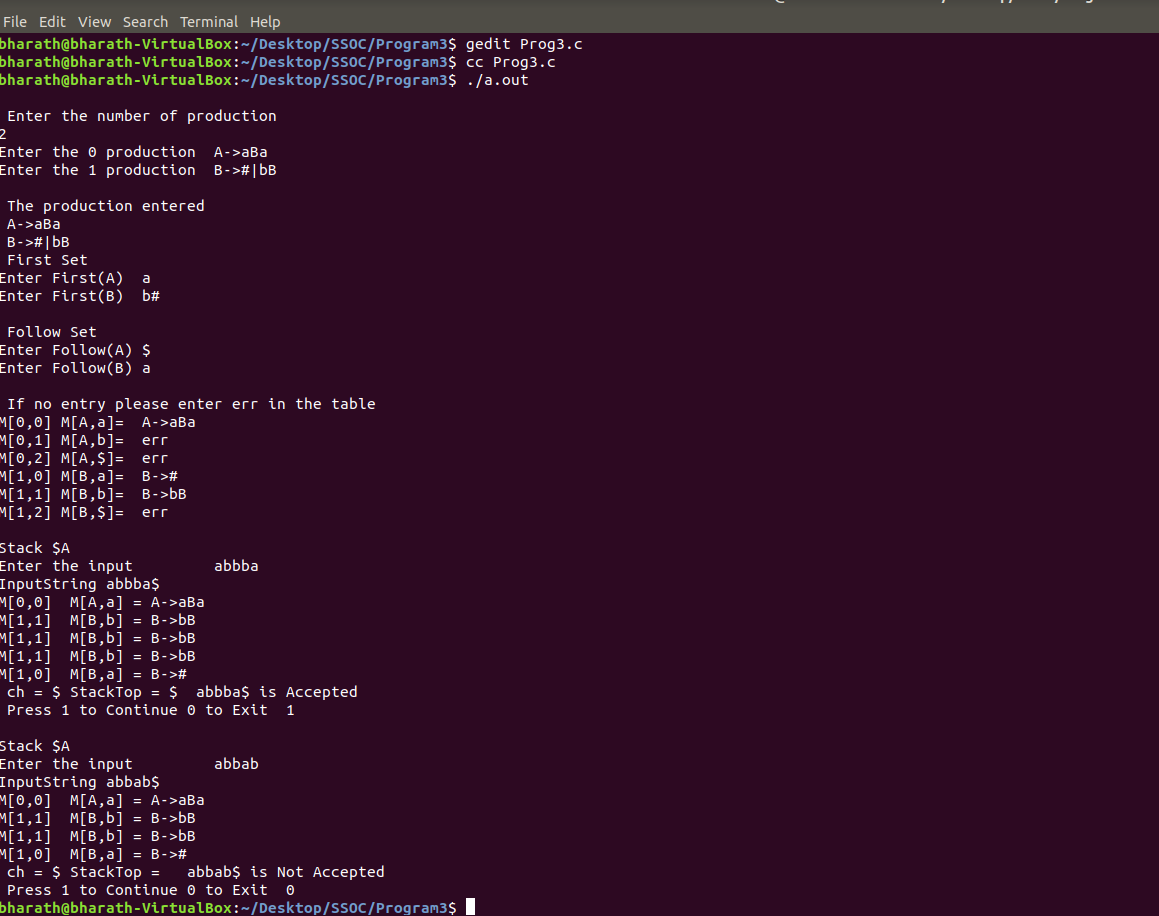 File Edit View Search Terminal Help
bharath@bharath-VirtualBox:~/Desktop/SSOC/Program3$ gedit Prog3.c
bharath@bharath-VirtualBox:~/Desktop/SSOC/Program3$ cc Prog3.c
bharath@bharath-VirtualBox:~/Desktop/SSOC/Program3$ ./a.out
Enter the number of production
2
Enter the 0 production  A->aBa
Enter the 1 production  B->#|bB
The production entered
A->aBa
B->#|bB
First Set
Enter First(A)  a
Enter First(B)  b#
Follow Set
Enter Follow(A) $
Enter Follow(B) a
If no entry please enter err in the table
M[0,0] M[A,a]=  A->aBa
M[0,1] M[A,b]=  err
M[0,2] M[A,$]=  err
M[1,0] M[B,a]=  B->#
M[1,1] M[B,b]=  B->bB
M[1,2] M[B,$]=  err
Stack $A
Enter the input         abbba
InputString abbba$
M[0,0]  M[A,a] = A->aBa
M[1,1]  M[B,b] = B->bB
M[1,1]  M[B,b] = B->bB
M[1,1]  M[B,b] = B->bB
M[1,0]  M[B,a] = B->#
ch = $ StackTop = $  abbba$ is Accepted
Press 1 to Continue 0 to Exit  1
Stack $A
Enter the input         abbab
InputString abbab$
M[0,0]  M[A,a] = A->aBa
M[1,1]  M[B,b] = B->bB
M[1,1]  M[B,b] = B->bB
M[1,0]  M[B,a] = B->#
ch = $ StackTop =   abbab$ is Not Accepted
Press 1 to Continue 0 to Exit  0
bharath@bharath-VirtualBox:~/Desktop/SSOC/Program3$